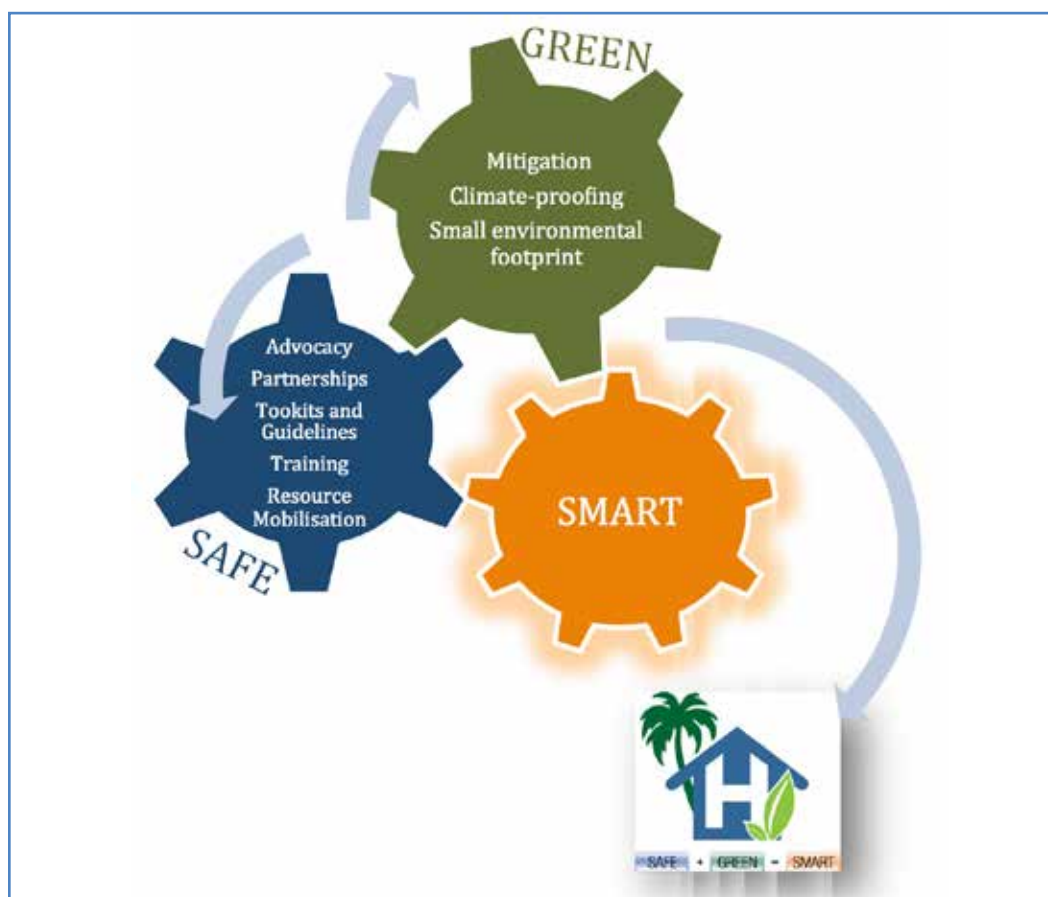 GREEN
Mitigation
Climate-proofing
Small environmental
footprint
Advocacy
Partnerships
Tookits and
Guidelines
Training
Resource
Mobilisation
SAFE
SMART
H
SAFE + GREEN = SMART